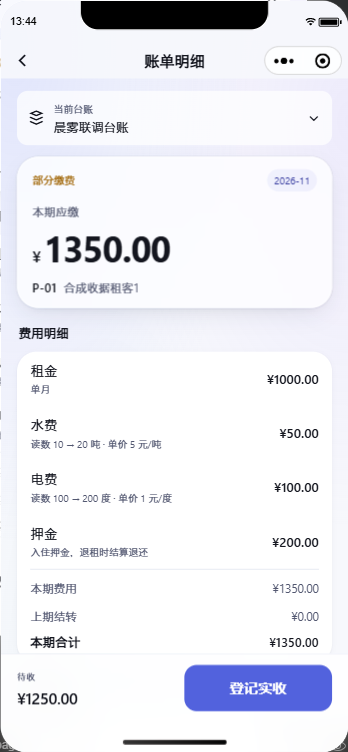 13:44
账单明细
当前台账
晨雾联调台账
部分缴费
2026-11
本期应缴
¥1350.00
P-01 合成收据租客1
费用明细
租金
¥1000.00
单月
水费
¥50.00
读数 10 → 20 吨 · 单价 5 元/吨
电费
¥100.00
读数 100 → 200 度 · 单价 1 元/度
押金
¥200.00
入住押金，退租时结算退还
本期费用 ¥1350.00
上期结转 ¥0.00
本期合计 ¥1350.00
待收
¥1250.00
登记实收